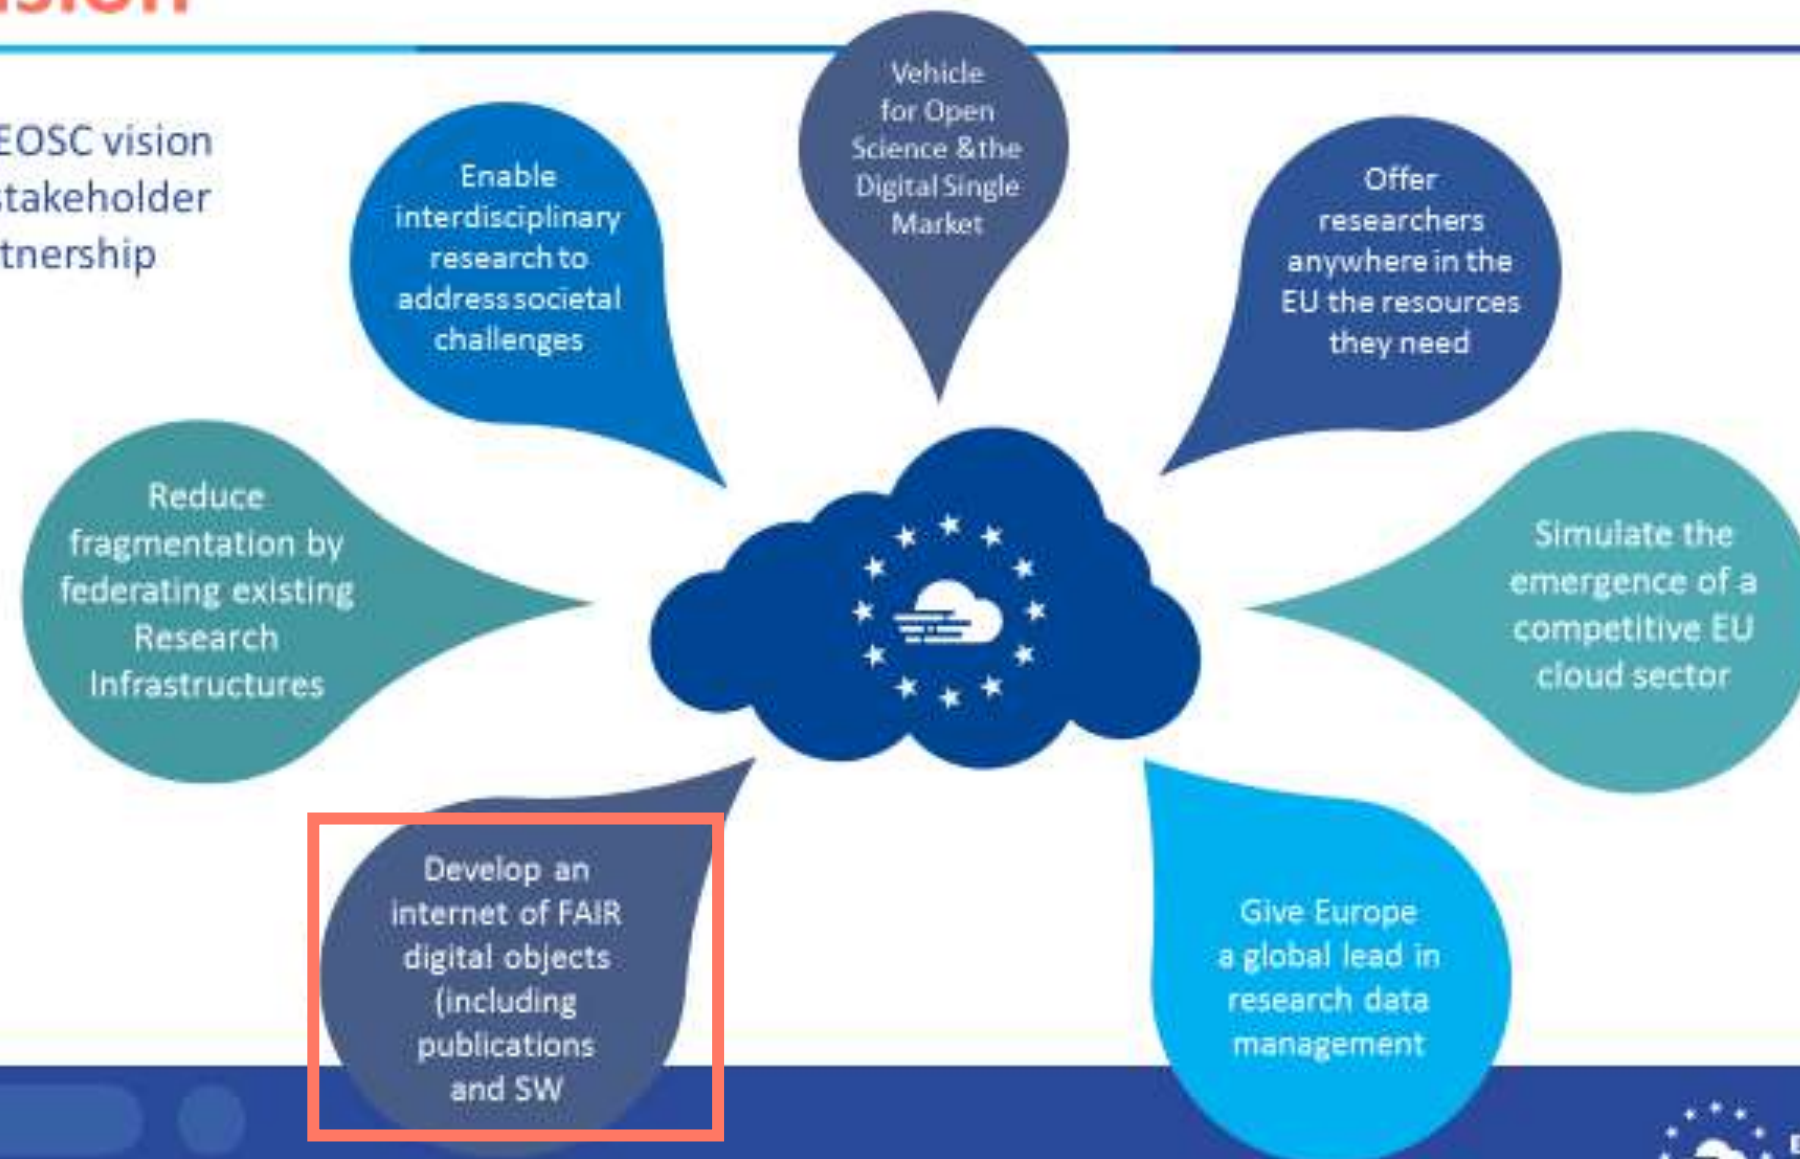 EOSC vision
stakeholder
tnership
Enable
interdisciplinary
research to
address societal
challenges
Vehicle
for Open
Science & the
Digital Single
Market
Offer
researchers
anywhere in the
EU the resources
they need
Reduce
fragmentation by
federating existing
Research
Infrastructures
Simulate the
emergence of a
competitive EU
cloud sector
Develop an
internet of FAIR
digital objects
(including
publications
and SW
Give Europe
a global lead in
research data
management